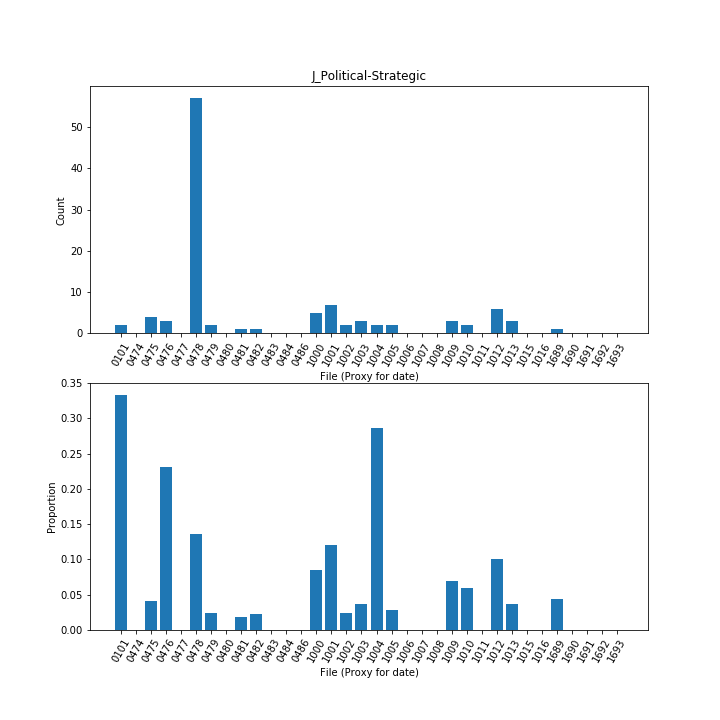 J_Political-Strategic
50
40
30
20
10
0
Count
0101 0474 0475 0476 0477 0478 0479 0480 0481 0482 0483 0484 0486 1000 1001 1002 1003 1004 1005 1006 1007 1008 1009 1010 1011 1012 1013 1015 1016 1689 1690 1691 1692 1693
File (Proxy for date)
0.35
0.30
0.25
0.20
0.15
0.10
0.05
0.00
Proportion
0101 0474 0475 0476 0477 0478 0479 0480 0481 0482 0483 0484 0486 1000 1001 1002 1003 1004 1005 1006 1007 1008 1009 1010 1011 1012 1013 1015 1016 1689 1690 1691 1692 1693
File (Proxy for date)